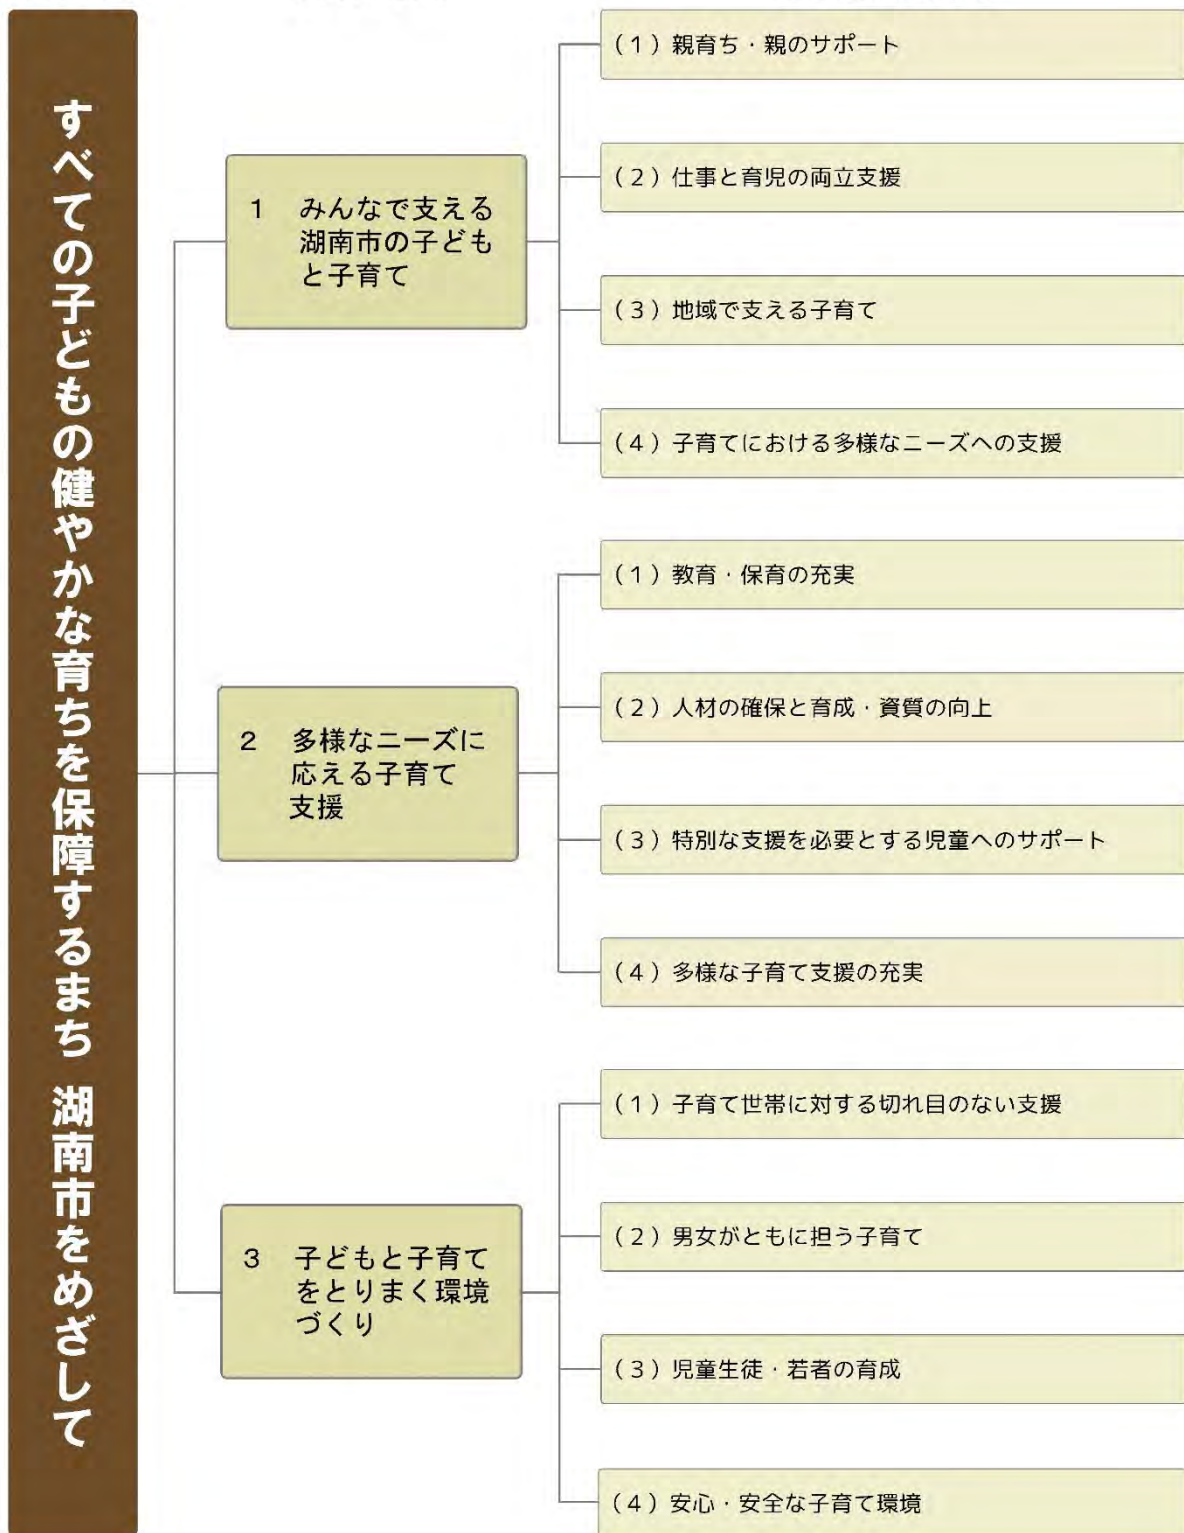 すべての子どもの健やかな育ちを保障するまち 湖南市をめざして
1 みんなで支える
湖南市の子ども
と子育て
(1)親育ち・親のサポート
(2)仕事と育児の両立支援
(3)地域で支える子育て
(4)子育てにおける多様なニーズへの支援
2 多様なニーズに
応える子育て
支援
(1)教育・保育の充実
(2)人材の確保と育成・資質の向上
(3)特別な支援を必要とする児童へのサポート
(4)多様な子育て支援の充実
3 子どもと子育て
をとりまく環境
づくり
(1)子育て世帯に対する切れ目のない支援
(2)男女がともに担う子育て
(3)児童生徒・若者の育成
(4)安心・安全な子育て環境